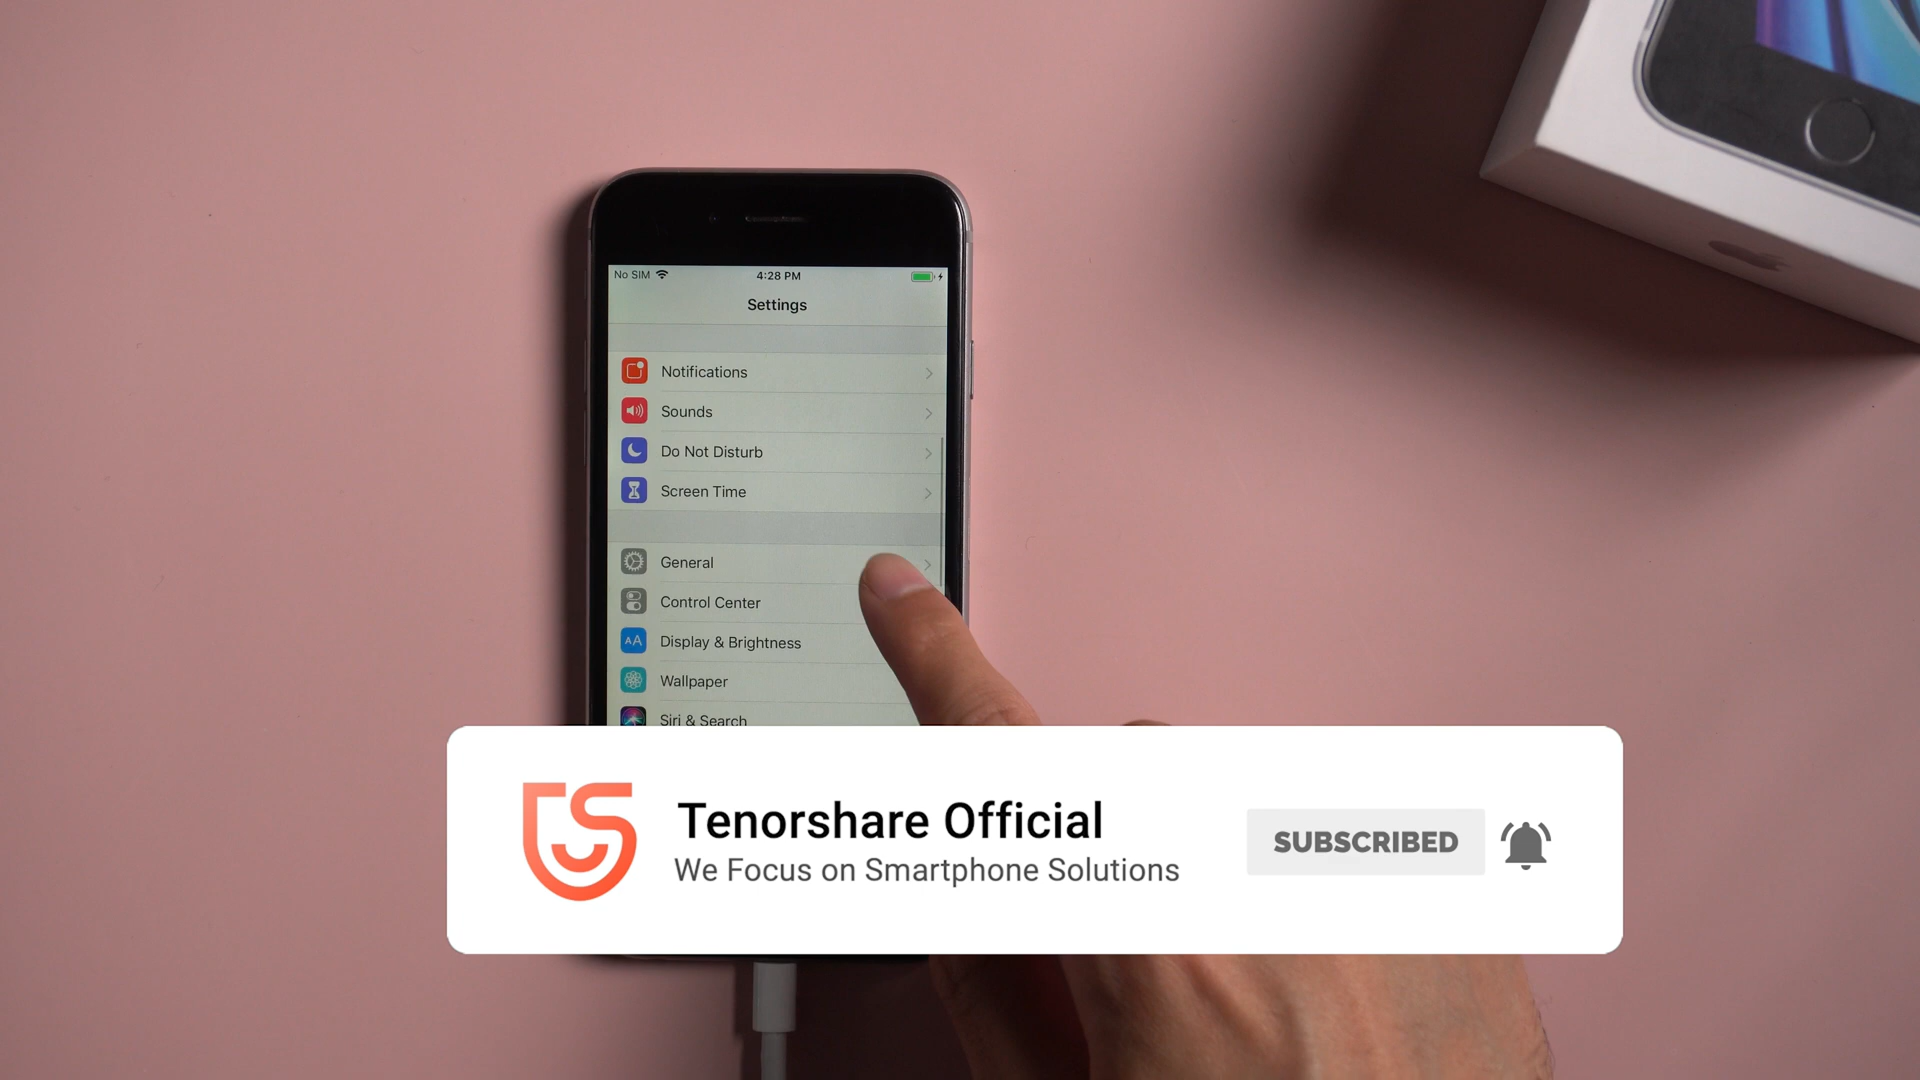 No SIM 4:28 PM
Settings
Notifications
Sounds
Do Not Disturb
Screen Time
General
Control Center
AA Display & Brightness
Wallpaper
Siri & Search
Tenorshare Official
We Focus on Smartphone Solutions
SUBSCRIBED